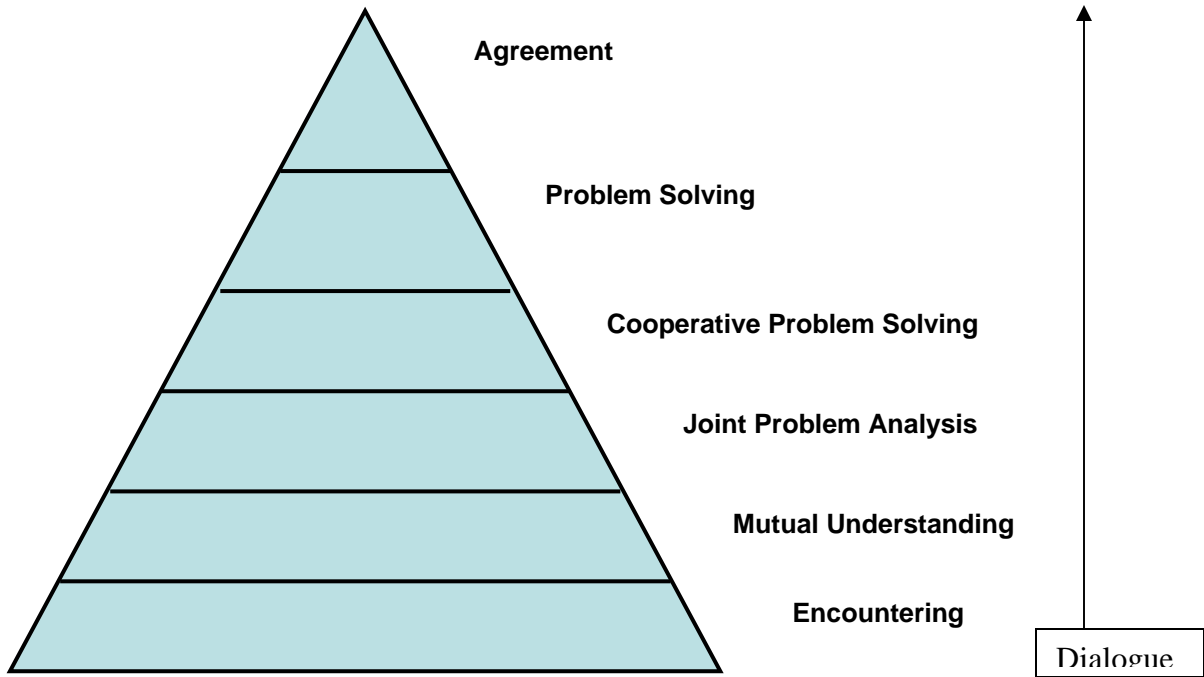 Agreement
Problem Solving
Cooperative Problem Solving
Joint Problem Analysis
Mutual Understanding
Encountering
Dialogue